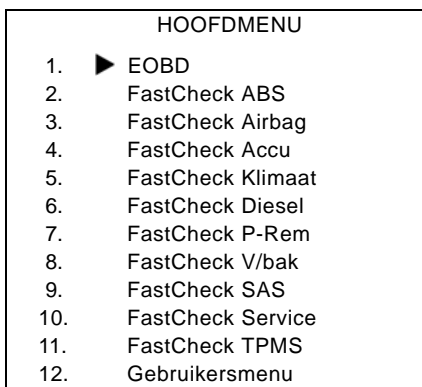 HOOFDMENU
1. ▶ EOBD
2. FastCheck ABS
3. FastCheck Airbag
4. FastCheck Accu
5. FastCheck Klimaat
6. FastCheck Diesel
7. FastCheck P-Rem
8. FastCheck V/bak
9. FastCheck SAS
10. FastCheck Service
11. FastCheck TPMS
12. Gebruikersmenu